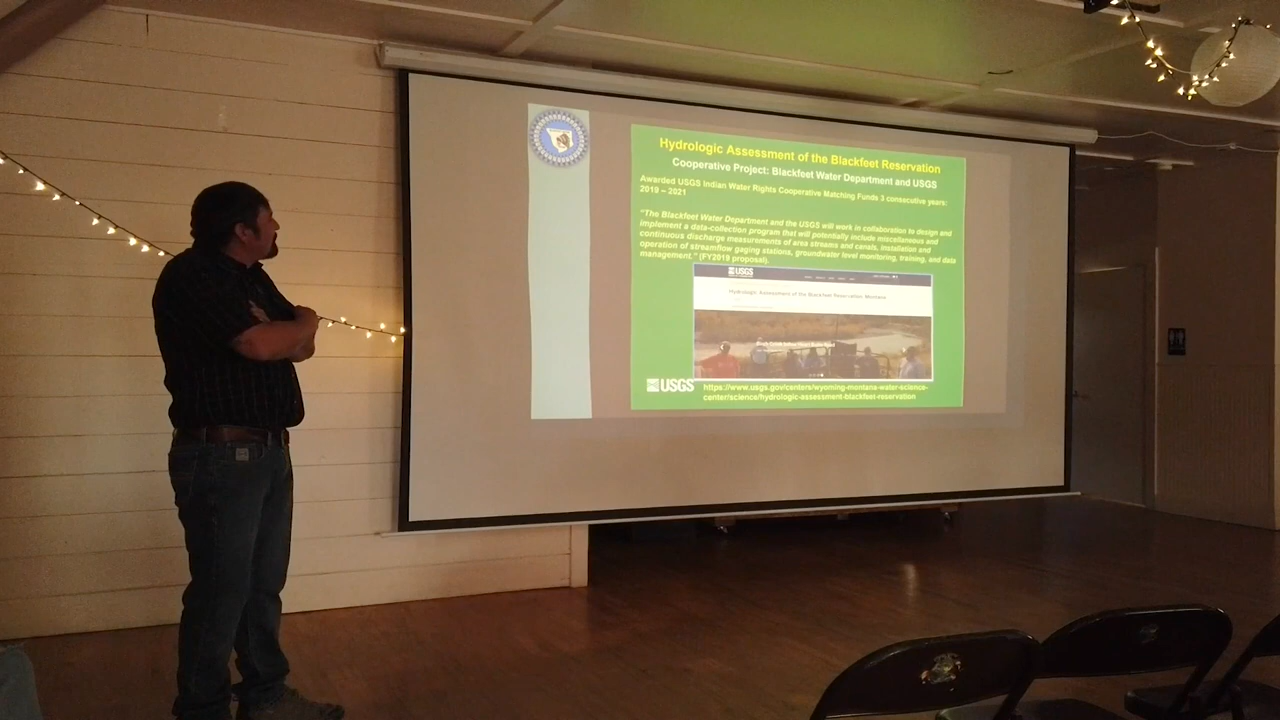 Hydrologic Assessment of the Blackfeet Reservation
Cooperative Project: Blackfeet Water Department and USGS
Awarded USGS Indian Water Rights Cooperative Matching Funds 3 consecutive years:
2019 – 2021
"The Blackfeet Water Department and the USGS will work in collaboration to design and
implement a data-collection program that will potentially include miscellaneous and
continuous discharge measurements of area streams and canals, installation and
operation of streamflow gaging stations, groundwater level monitoring, training, and data
management." (FY2019 proposal).
USGS
Hydrologic Assessment of the Blackfeet Reservation, Montana
USGS
https://www.usgs.gov/centers/wyoming-montana-water-science-
center/science/hydrologic-assessment-blackfeet-reservation